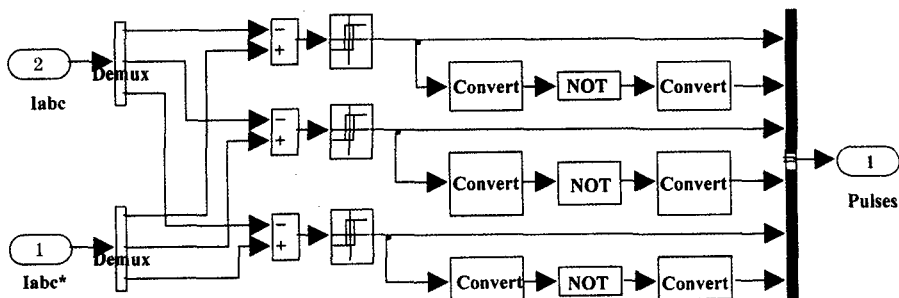 2
Demux
Iabc
−
+
Convert
NOT
Convert
−
+
1
Convert
NOT
Convert
Pulses
−
+
1
Demux
Iabc*
Convert
NOT
Convert